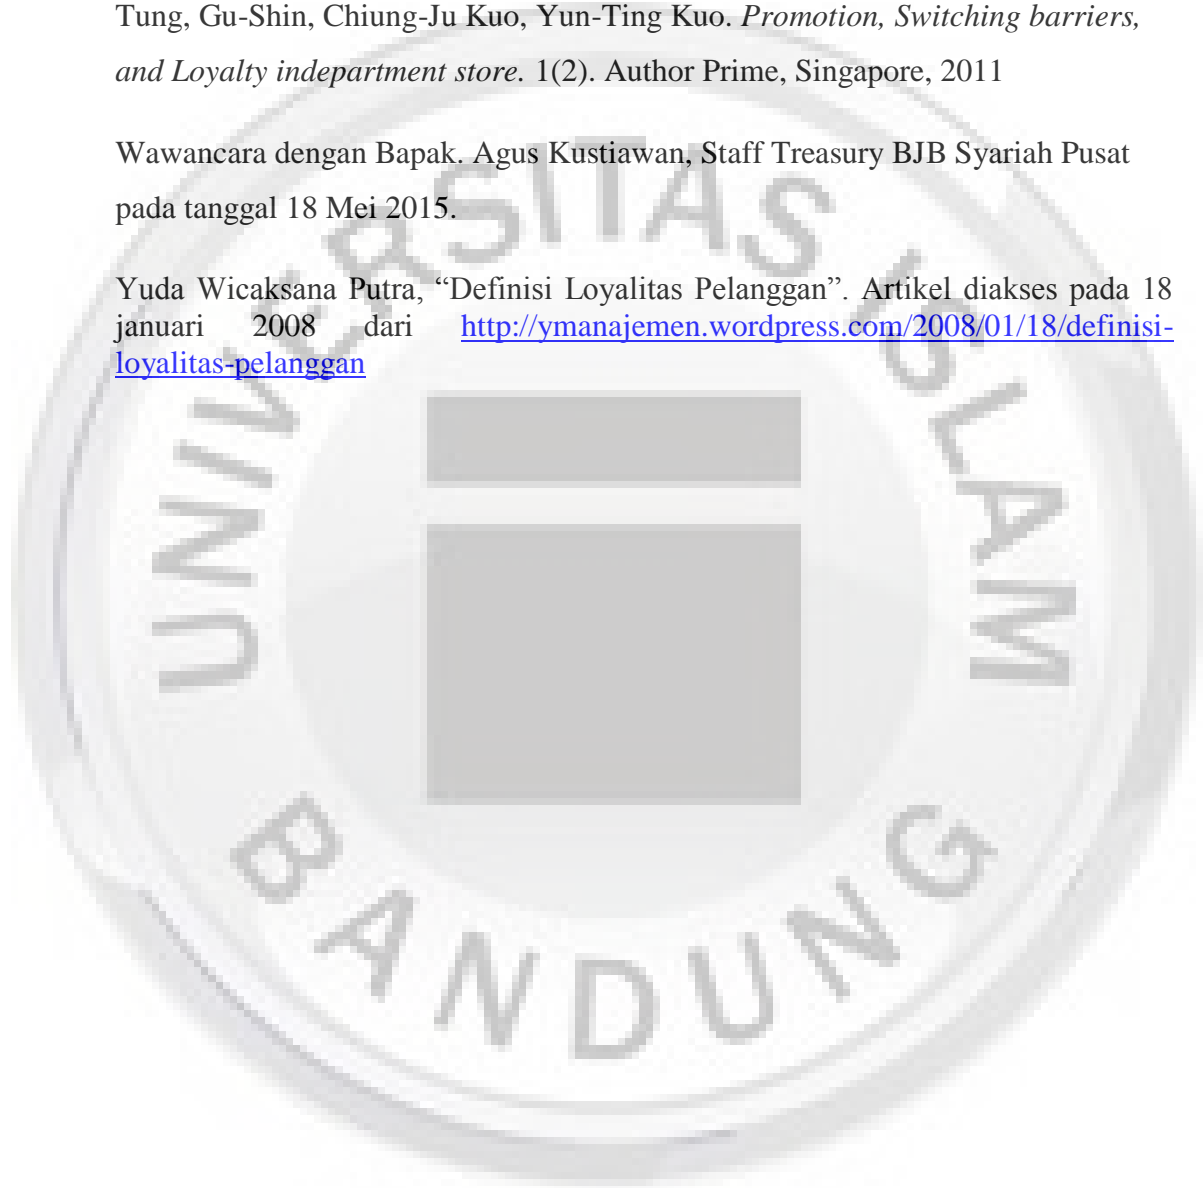 Tung, Gu-Shin, Chiung-Ju Kuo, Yun-Ting Kuo. Promotion, Switching barriers,
and Loyalty indepartment store. 1(2). Author Prime, Singapore, 2011
Wawancara dengan Bapak. Agus Kustiawan, Staff Treasury BJB Syariah Pusat
pada tanggal 18 Mei 2015.
Yuda Wicaksana Putra, “Definisi Loyalitas Pelanggan”. Artikel diakses pada 18
januari 2008 dari http://ymanajemen.wordpress.com/2008/01/18/definisi-
loyalitas-pelanggan
UNIVERSITAS ISLAM
BANDUNG